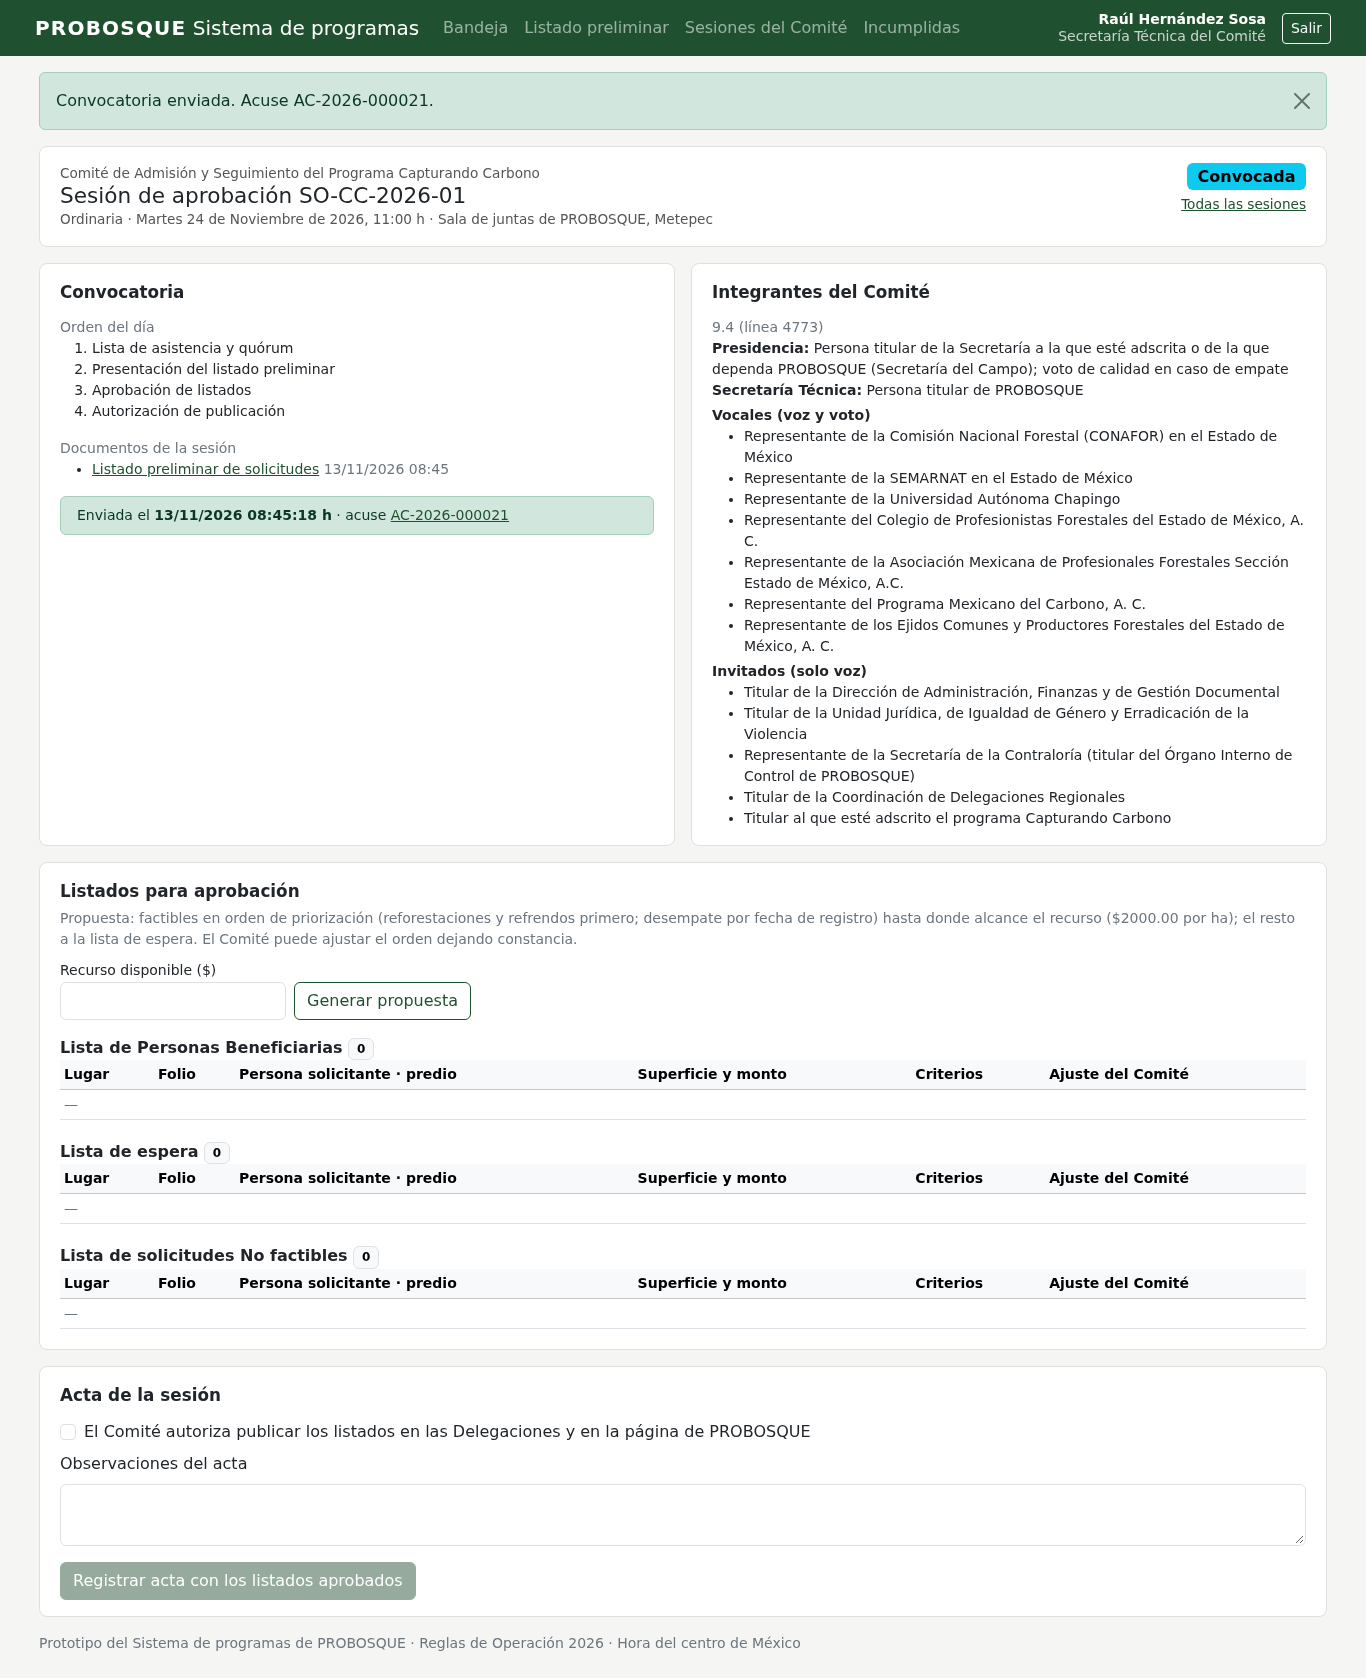 PROBOSQUE Sistema de programas Bandeja Listado preliminar Sesiones del Comité Incumplidas
Raúl Hernández Sosa
Secretaría Técnica del Comité
Salir
Convocatoria enviada. Acuse AC-2026-000021.
Comité de Admisión y Seguimiento del Programa Capturando Carbono
Sesión de aprobación SO-CC-2026-01
Ordinaria · Martes 24 de Noviembre de 2026, 11:00 h · Sala de juntas de PROBOSQUE, Metepec
Convocada
Todas las sesiones
Convocatoria
Orden del día
1. Lista de asistencia y quórum
2. Presentación del listado preliminar
3. Aprobación de listados
4. Autorización de publicación
Documentos de la sesión
• Listado preliminar de solicitudes 13/11/2026 08:45
Enviada el 13/11/2026 08:45:18 h · acuse AC-2026-000021
Integrantes del Comité
9.4 (línea 4773)
Presidencia: Persona titular de la Secretaría a la que esté adscrita o de la que
dependa PROBOSQUE (Secretaría del Campo); voto de calidad en caso de empate
Secretaría Técnica: Persona titular de PROBOSQUE
Vocales (voz y voto)
• Representante de la Comisión Nacional Forestal (CONAFOR) en el Estado de
México
• Representante de la SEMARNAT en el Estado de México
• Representante de la Universidad Autónoma Chapingo
• Representante del Colegio de Profesionistas Forestales del Estado de México, A.
C.
• Representante de la Asociación Mexicana de Profesionales Forestales Sección
Estado de México, A.C.
• Representante del Programa Mexicano del Carbono, A. C.
• Representante de los Ejidos Comunes y Productores Forestales del Estado de
México, A. C.
Invitados (solo voz)
• Titular de la Dirección de Administración, Finanzas y de Gestión Documental
• Titular de la Unidad Jurídica, de Igualdad de Género y Erradicación de la
Violencia
• Representante de la Secretaría de la Contraloría (titular del Órgano Interno de
Control de PROBOSQUE)
• Titular de la Coordinación de Delegaciones Regionales
• Titular al que esté adscrito el programa Capturando Carbono
Listados para aprobación
Propuesta: factibles en orden de priorización (reforestaciones y refrendos primero; desempate por fecha de registro) hasta donde alcance el recurso ($2000.00 por ha); el resto
a la lista de espera. El Comité puede ajustar el orden dejando constancia.
Recurso disponible ($)
Generar propuesta
Lista de Personas Beneficiarias 0
Lugar Folio Persona solicitante · predio Superficie y monto Criterios Ajuste del Comité
—
Lista de espera 0
Lugar Folio Persona solicitante · predio Superficie y monto Criterios Ajuste del Comité
—
Lista de solicitudes No factibles 0
Lugar Folio Persona solicitante · predio Superficie y monto Criterios Ajuste del Comité
—
Acta de la sesión
El Comité autoriza publicar los listados en las Delegaciones y en la página de PROBOSQUE
Observaciones del acta
Registrar acta con los listados aprobados
Prototipo del Sistema de programas de PROBOSQUE · Reglas de Operación 2026 · Hora del centro de México